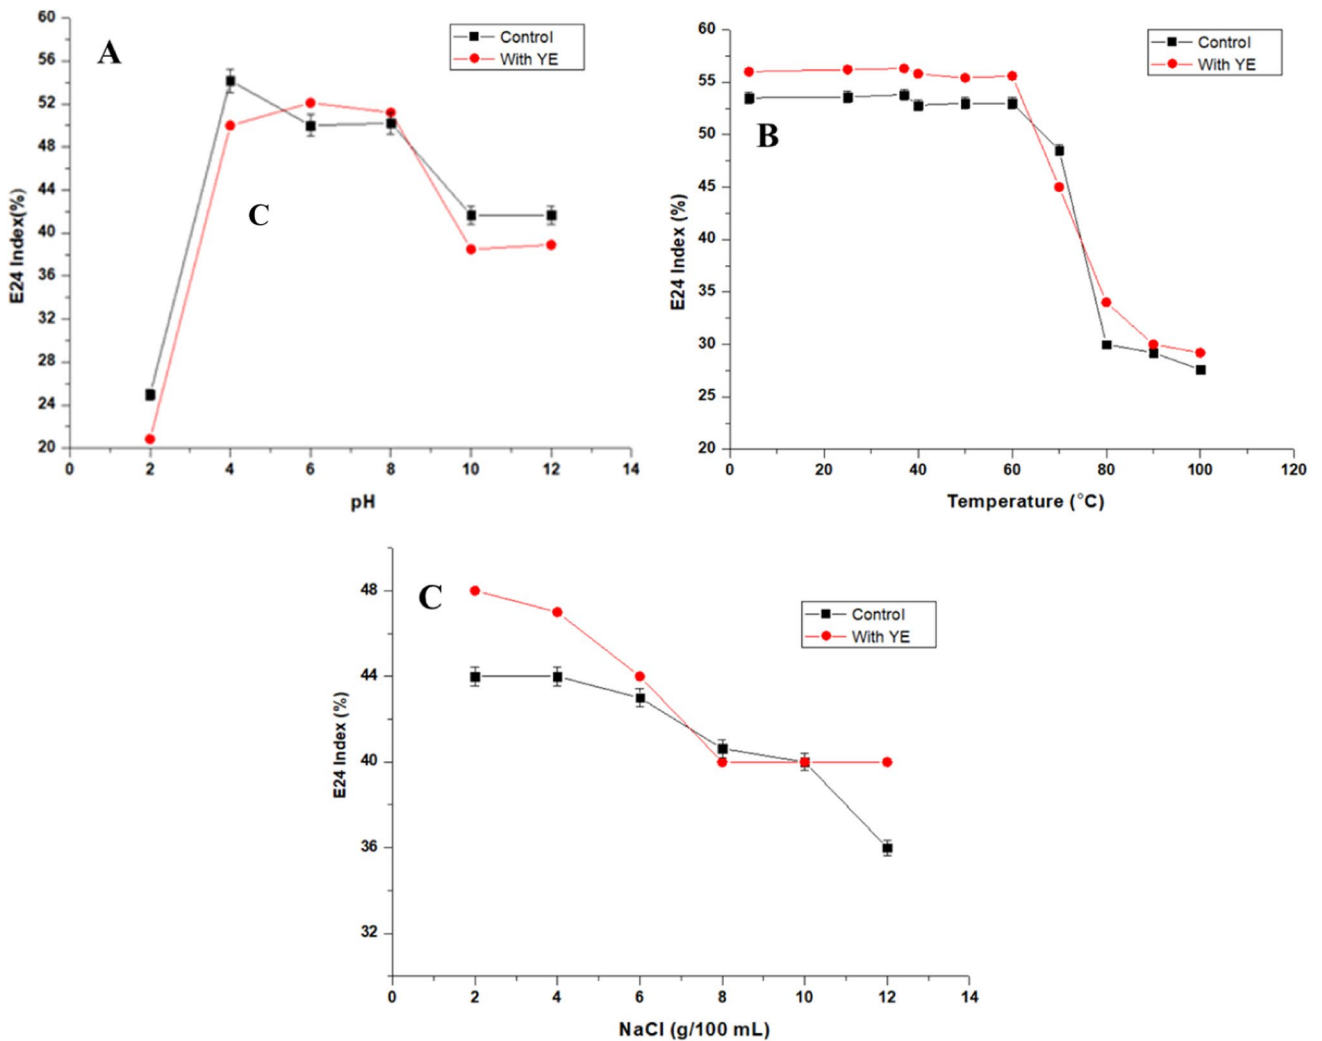 A
Control
With YE
C
60
56
52
48
44
40
36
32
28
24
20
E24 Index(%)
0 2 4 6 8 10 12 14
pH
B
Control
With YE
60
55
50
45
40
35
30
25
20
E24 Index (%)
0 20 40 60 80 100 120
Temperature (°C)
C
Control
With YE
48
44
40
36
32
E24 Index (%)
0 2 4 6 8 10 12 14
NaCl (g/100 mL)